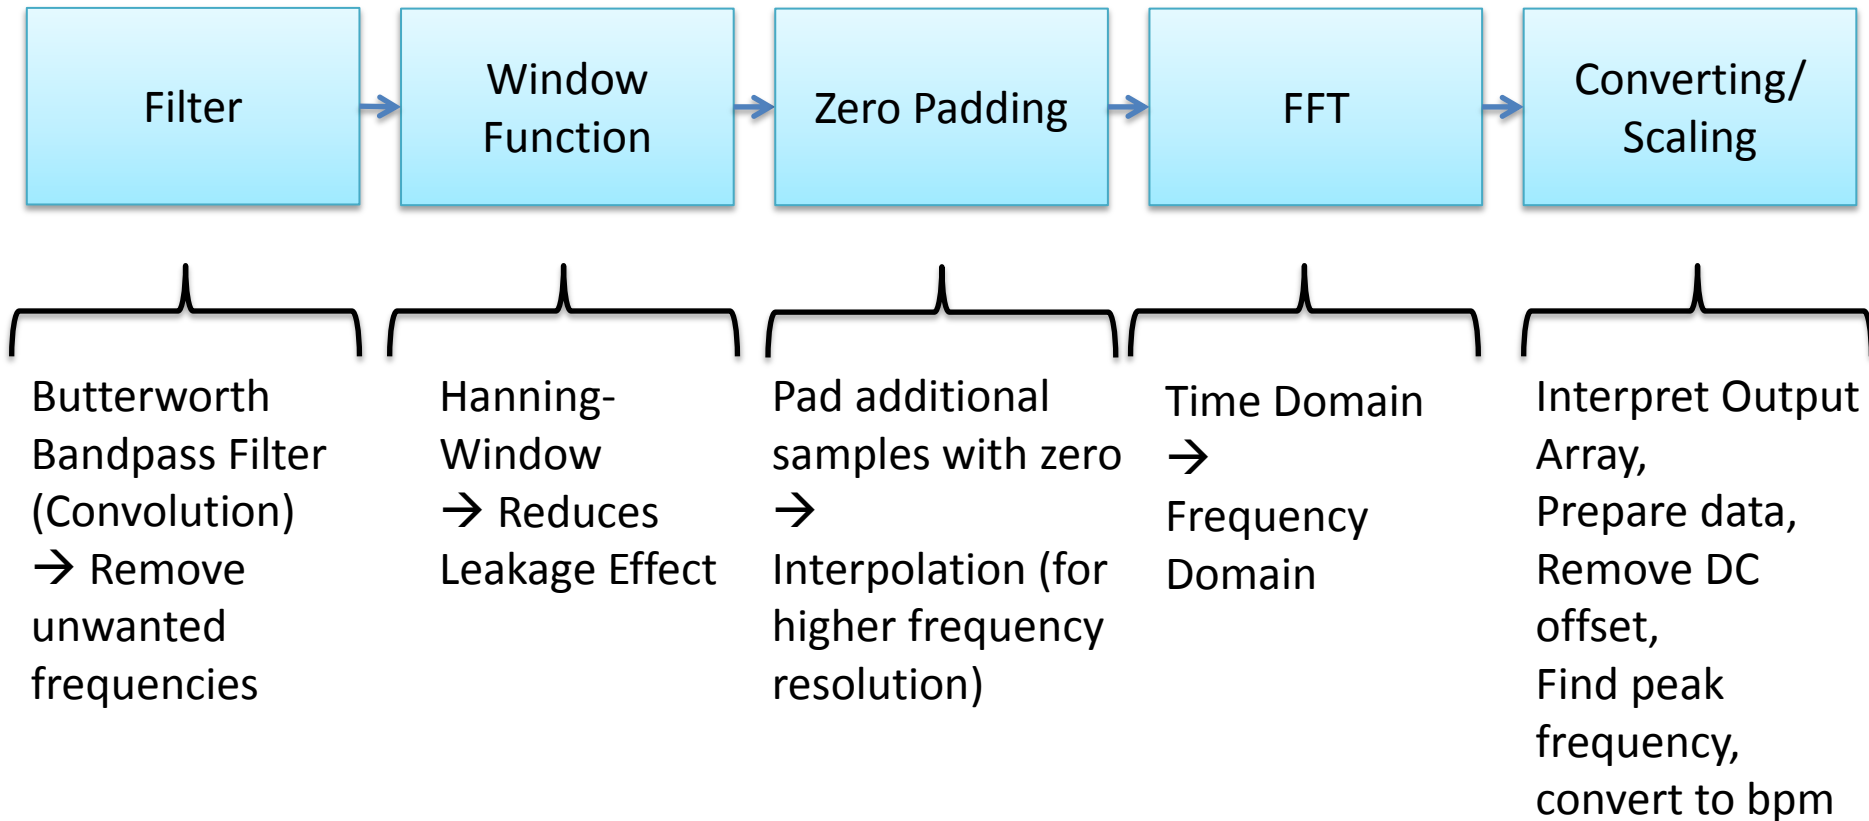 Filter
Window
Function
Zero Padding
FFT
Converting/
Scaling
Butterworth
Bandpass Filter
(Convolution)
→ Remove
unwanted
frequencies
Hanning-
Window
→ Reduces
Leakage Effect
Pad additional
samples with zero
→
Interpolation (for
higher frequency
resolution)
Time Domain
→
Frequency
Domain
Interpret Output
Array,
Prepare data,
Remove DC
offset,
Find peak
frequency,
convert to bpm